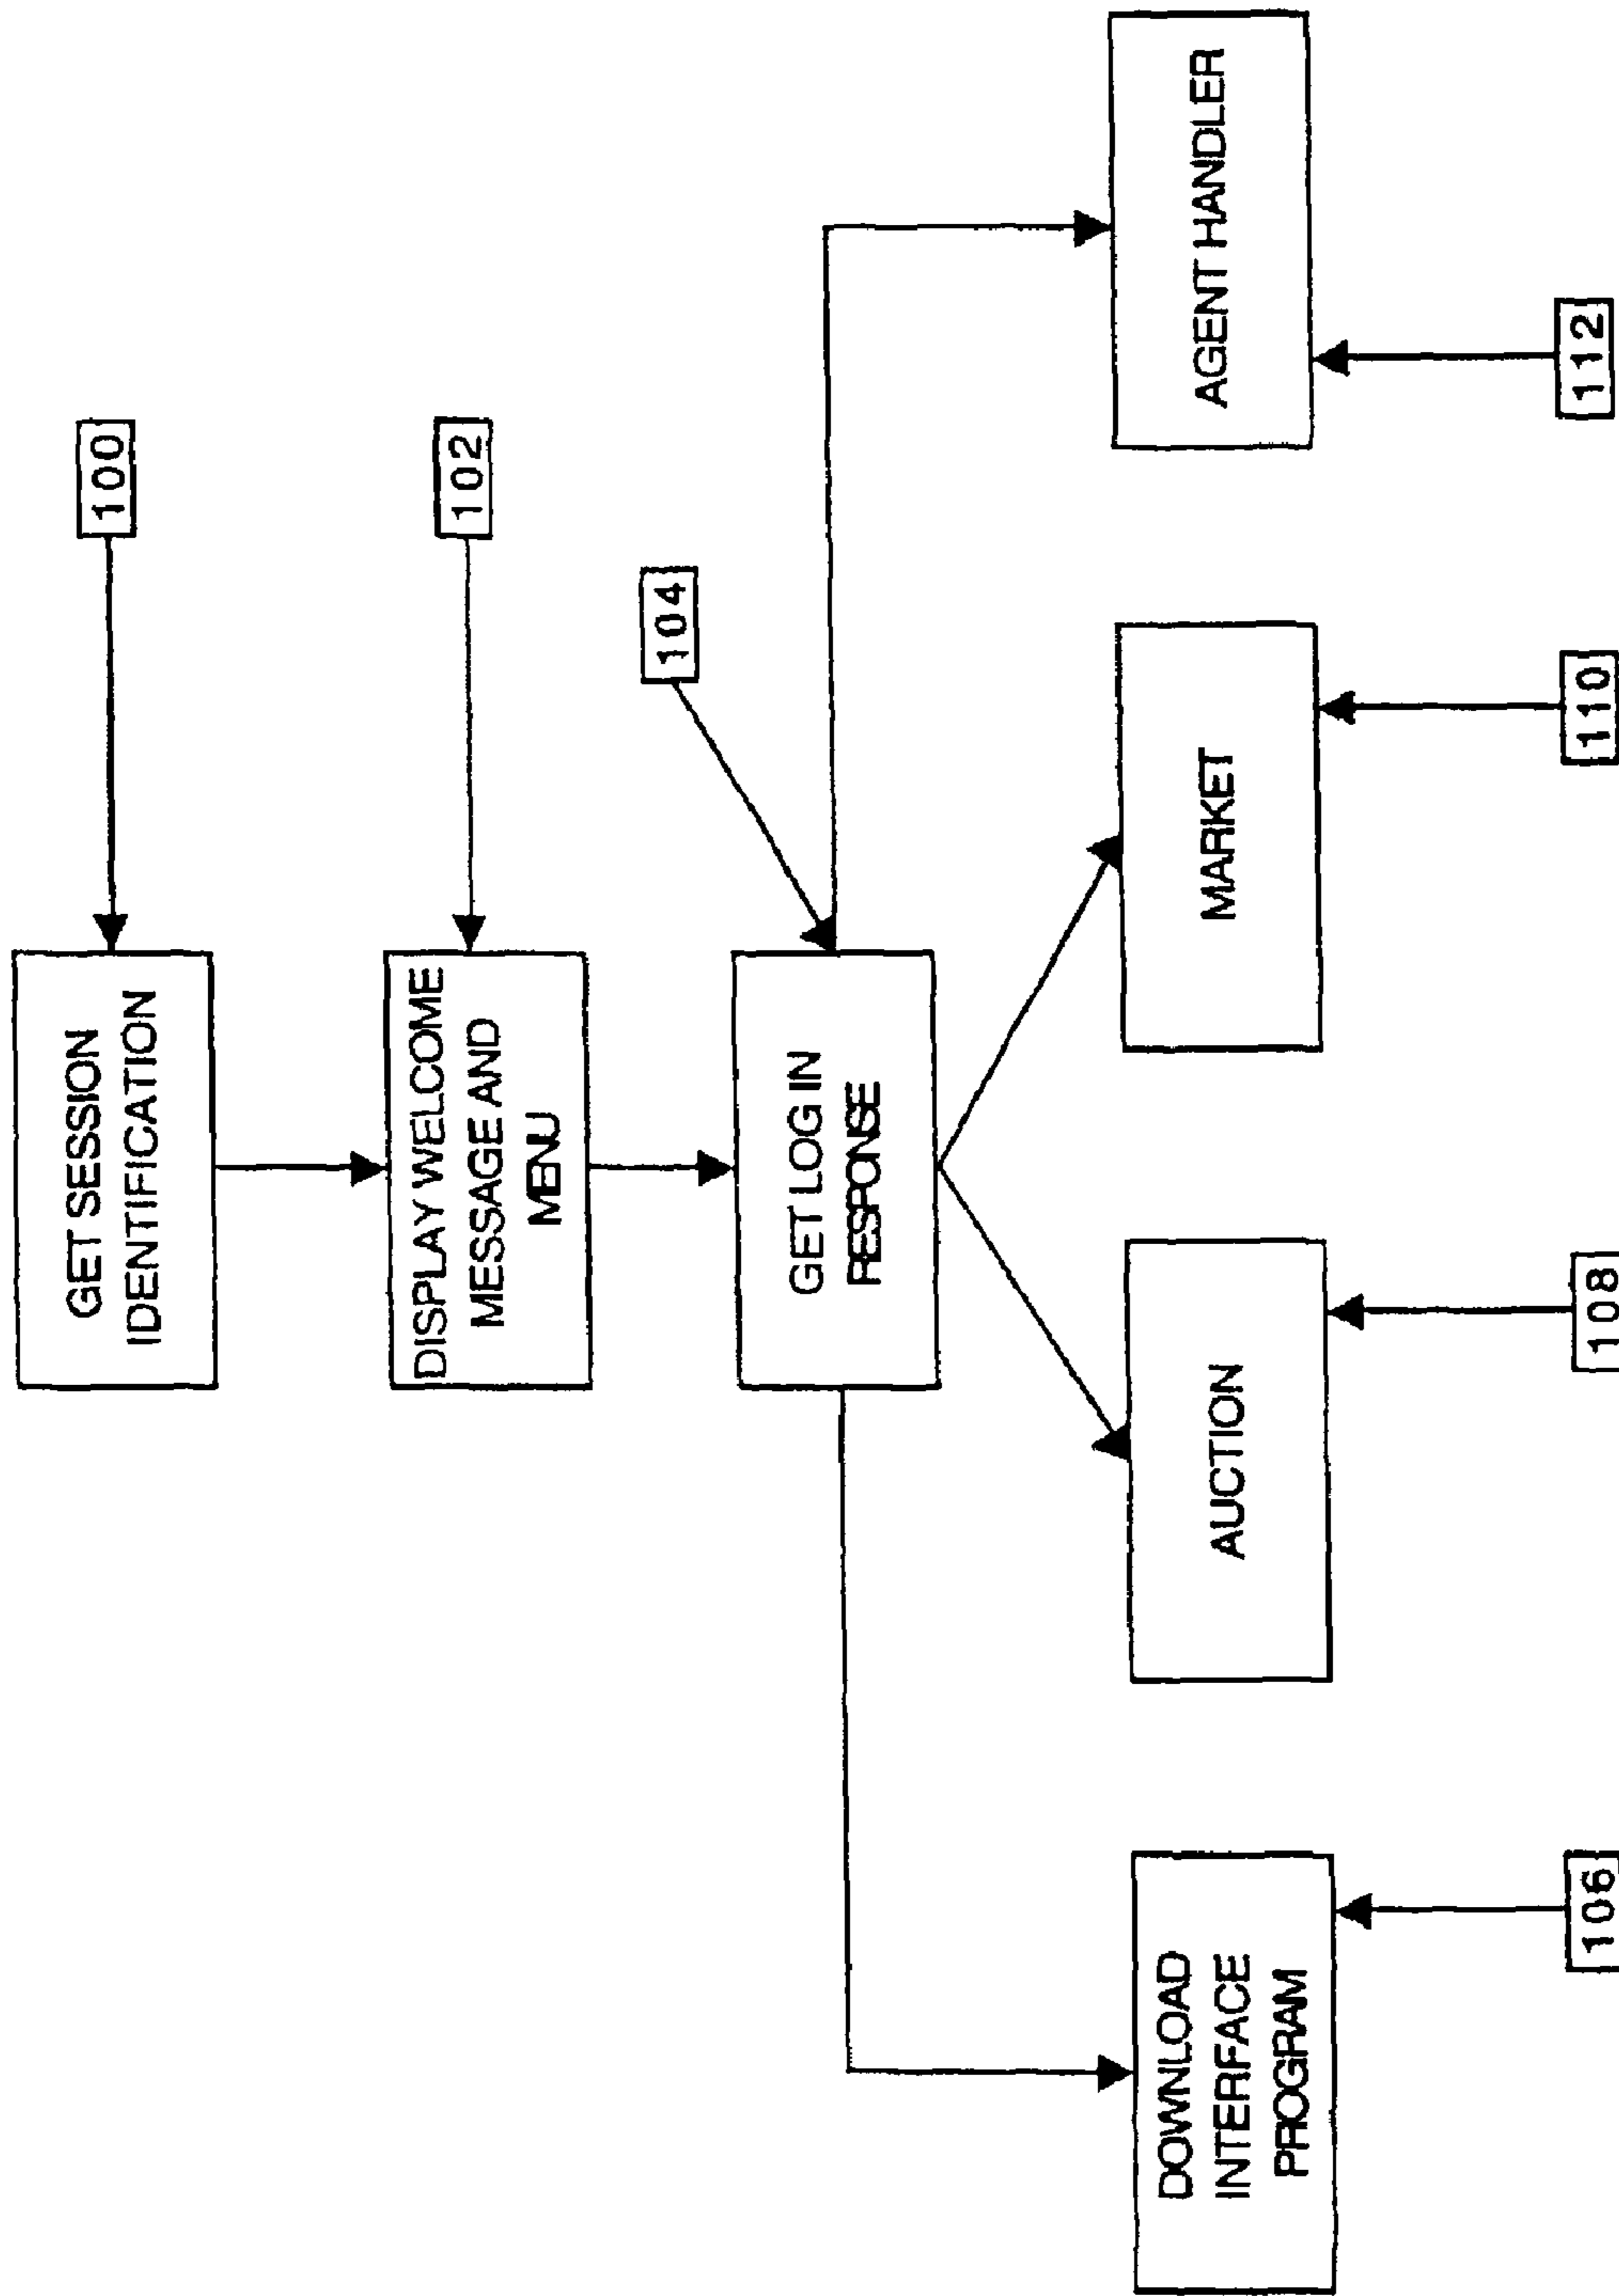 GET SESSION
IDENTIFICATION
100
DISPLAY WELCOME
MESSAGE AND
MENU
102
GET LOG IN
RESPONSE
104
DOWNLOAD
INTERFACE
PROGRAM
AUCTION
MARKET
AGENT HANDLER
106
108
110
112